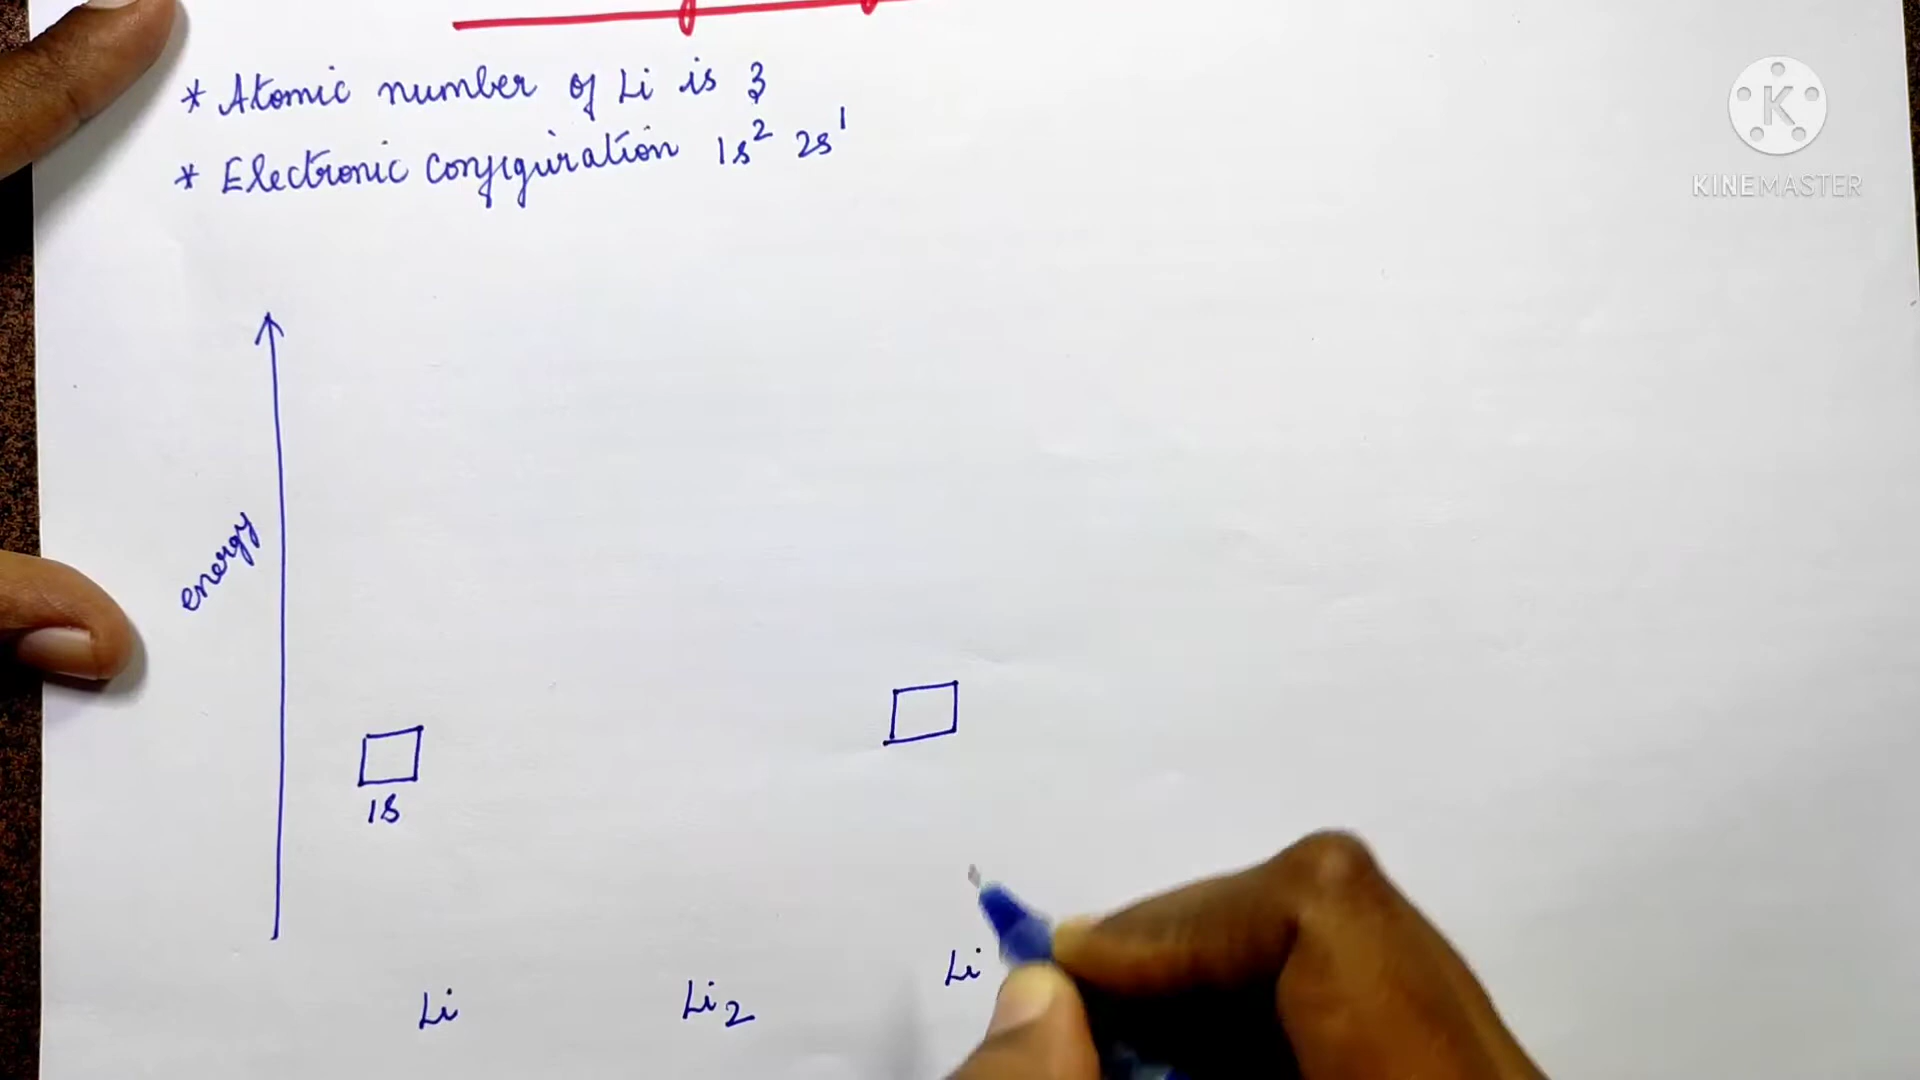 * Atomic number of Li is 3
* Electronic configuration 1s² 2s¹
KINEMASTER
energy
1s
Li
Li₂
Li